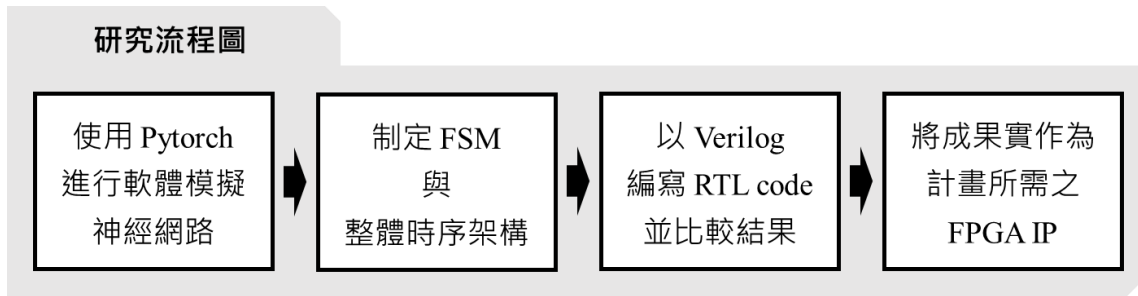 研究流程圖
使用 Pytorch
進行軟體模擬
神經網路
制定 FSM
與
整體時序架構
以 Verilog
編寫 RTL code
並比較結果
將成果實作為
計畫所需之
FPGA IP